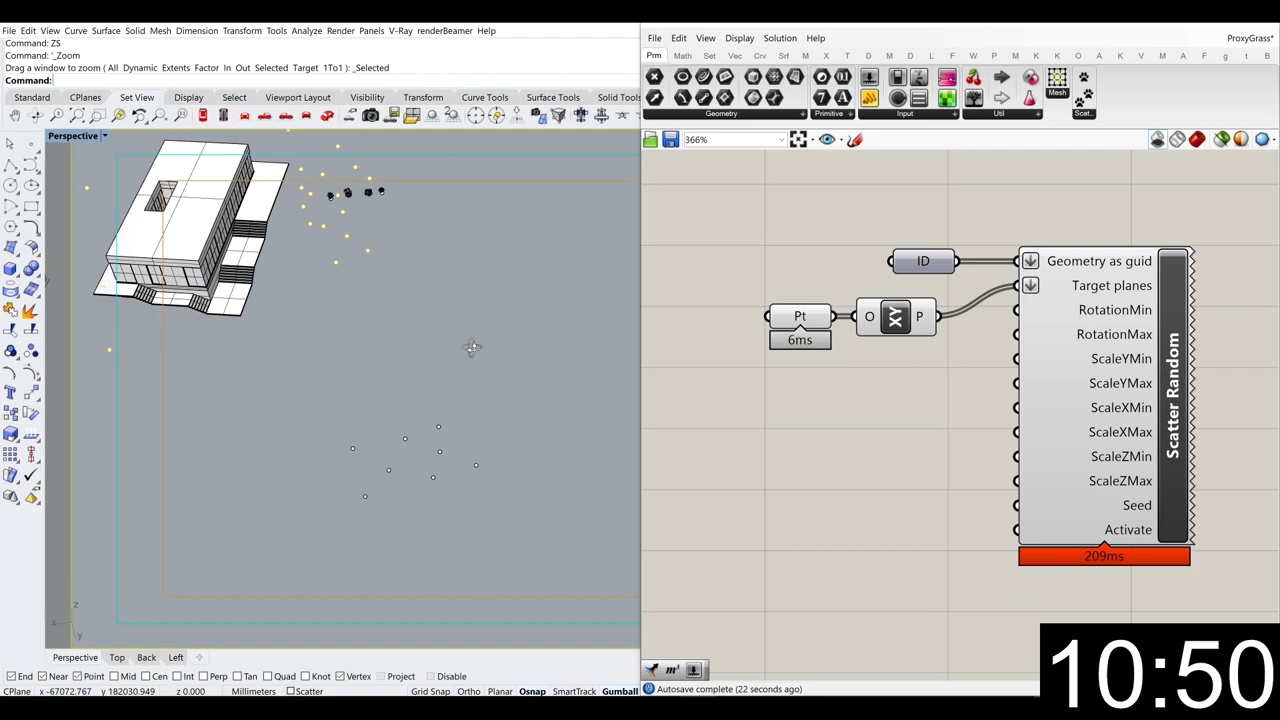 File Edit View Curve Surface Solid Mesh Dimension Transform Tools Analyze Render Panels V-Ray renderBeamer Help
Command: ZS
Command: '_Zoom
Drag a window to zoom ( All Dynamic Extents Factor In Out Selected Target 1To1 ): _Selected
Command:
Standard CPlanes Set View Display Select Viewport Layout Visibility Transform Curve Tools Surface Tools Solid Tools
Perspective
z
x
y
Perspective Top Back Left
End Near Point Mid Cen Int Perp Tan Quad Knot Vertex Project Disable
CPlane x -67072.767 y 182030.949 z 0.000 Millimeters Scatter Grid Snap Ortho Planar Osnap SmartTrack Gumball
File Edit View Display Solution Help ProxyGrass*
Prm Math Set Vec Crv Srf M X T D M V K D L F P K M R M S P L F g t B
Mesh Scat...
Geometry Primitive Input Util
366%
ID
Pt
6ms
O XY P
Geometry as guid
Target planes
RotationMin
RotationMax
ScaleYMin
ScaleYMax
ScaleXMin
ScaleXMax
ScaleZMin
ScaleZMax
Seed
Activate
Scatter Random
209ms
m³
Autosave complete (22 seconds ago)
10:50